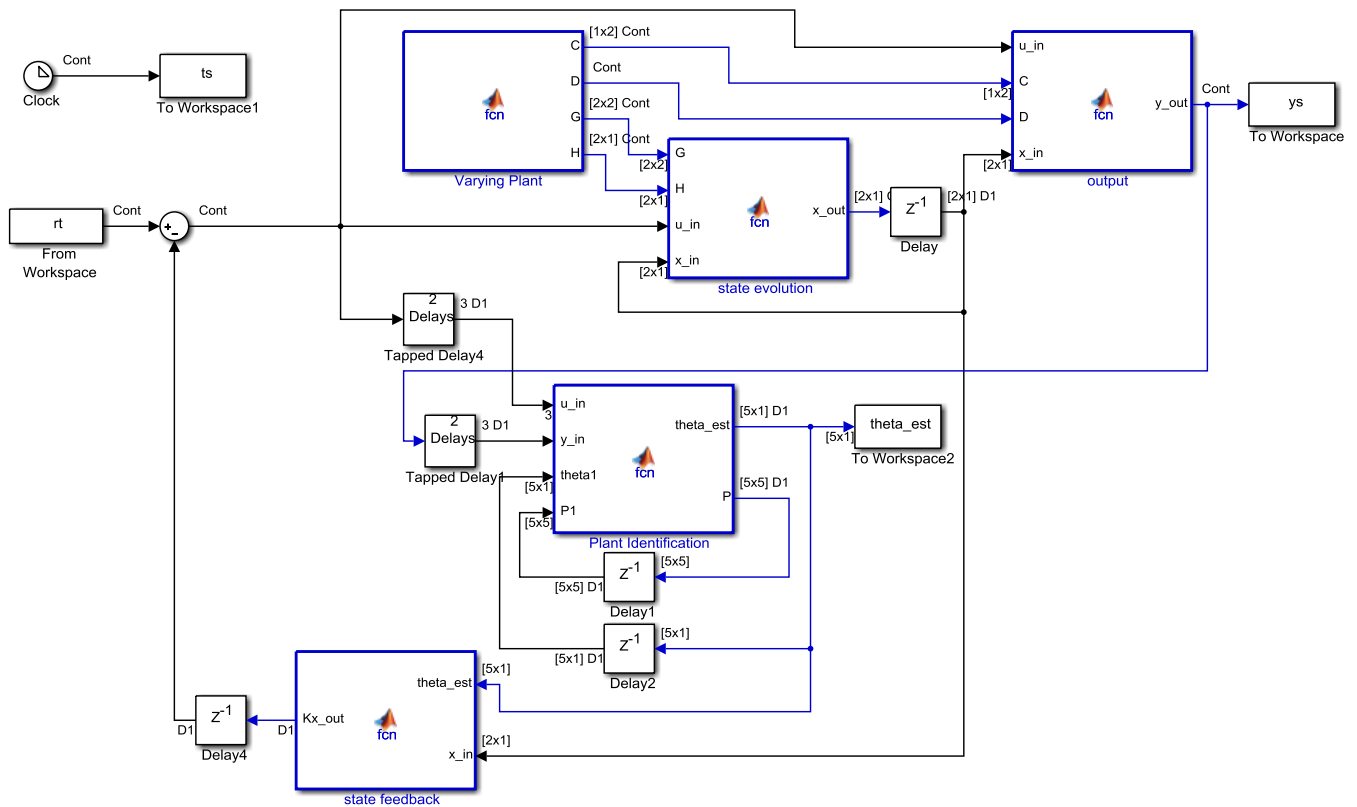 Cont
ts
Clock
To Workspace1
C
D
G
H
fcn
Varying Plant
[1x2] Cont
Cont
[2x2] Cont
[2x1] Cont
u_in
C
[1x2]
D
x_in
[2x1]
fcn
y_out
output
Cont
ys
To Workspace
G
[2x2]
H
[2x1]
u_in
x_in
[2x1]
fcn
x_out
state evolution
[2x1]
Z-1
Delay
[2x1] D1
rt
From
Workspace
Cont
+
-
Cont
2
Delays
3 D1
Tapped Delay4
2
Delays
3 D1
Tapped Delay1
u_in
3
y_in
theta1
[5x1]
P1
[5x5]
fcn
theta_est
P
Plant Identification
[5x1] D1
[5x1]
theta_est
To Workspace2
[5x5] D1
[5x5]
Z-1
[5x5] D1
Delay1
[5x1]
Z-1
[5x1] D1
Delay2
theta_est
[5x1]
Kx_out
fcn
x_in
[2x1]
state feedback
D1
Z-1
D1
Delay4